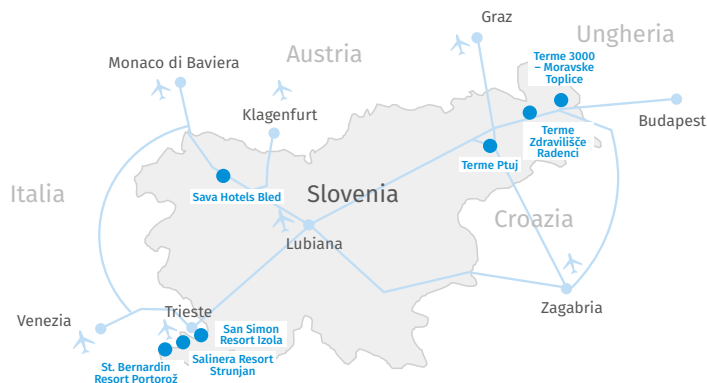 Graz
Ungheria
Austria
Terme 3000
– Moravske
Toplice
Monaco di Baviera
Klagenfurt
Budapest
Terme
Zdravilišče
Radenci
Terme Ptuj
Italia
Sava Hotels Bled
Slovenia
Croazia
Lubiana
Zagabria
Trieste
Venezia
San Simon
Resort Izola
Salinera Resort
Strunjan
St. Bernardin
Resort Portorož